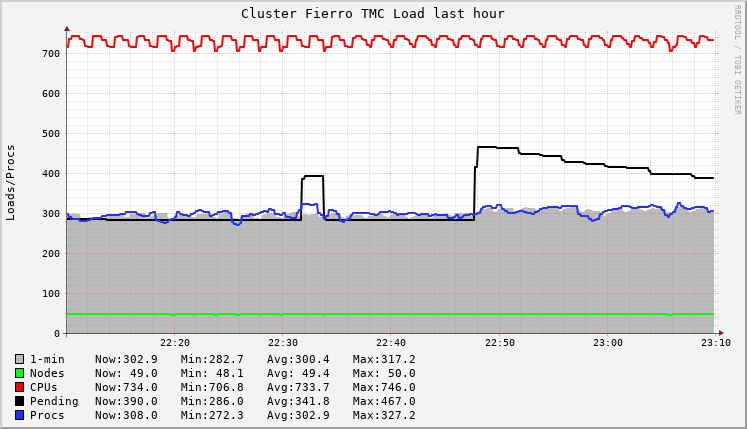 Cluster Fierro TMC Load last hour
RRDTOOL / TOBI OETIKER
Loads/Procs
700
600
500
400
300
200
100
0
22:20 22:30 22:40 22:50 23:00 23:10
1-min Now:302.9 Min:282.7 Avg:300.4 Max:317.2
Nodes Now: 49.0 Min: 48.1 Avg: 49.4 Max: 50.0
CPUs Now:734.0 Min:706.8 Avg:733.7 Max:746.0
Pending Now:390.0 Min:286.0 Avg:341.8 Max:467.0
Procs Now:308.0 Min:272.3 Avg:302.9 Max:327.2